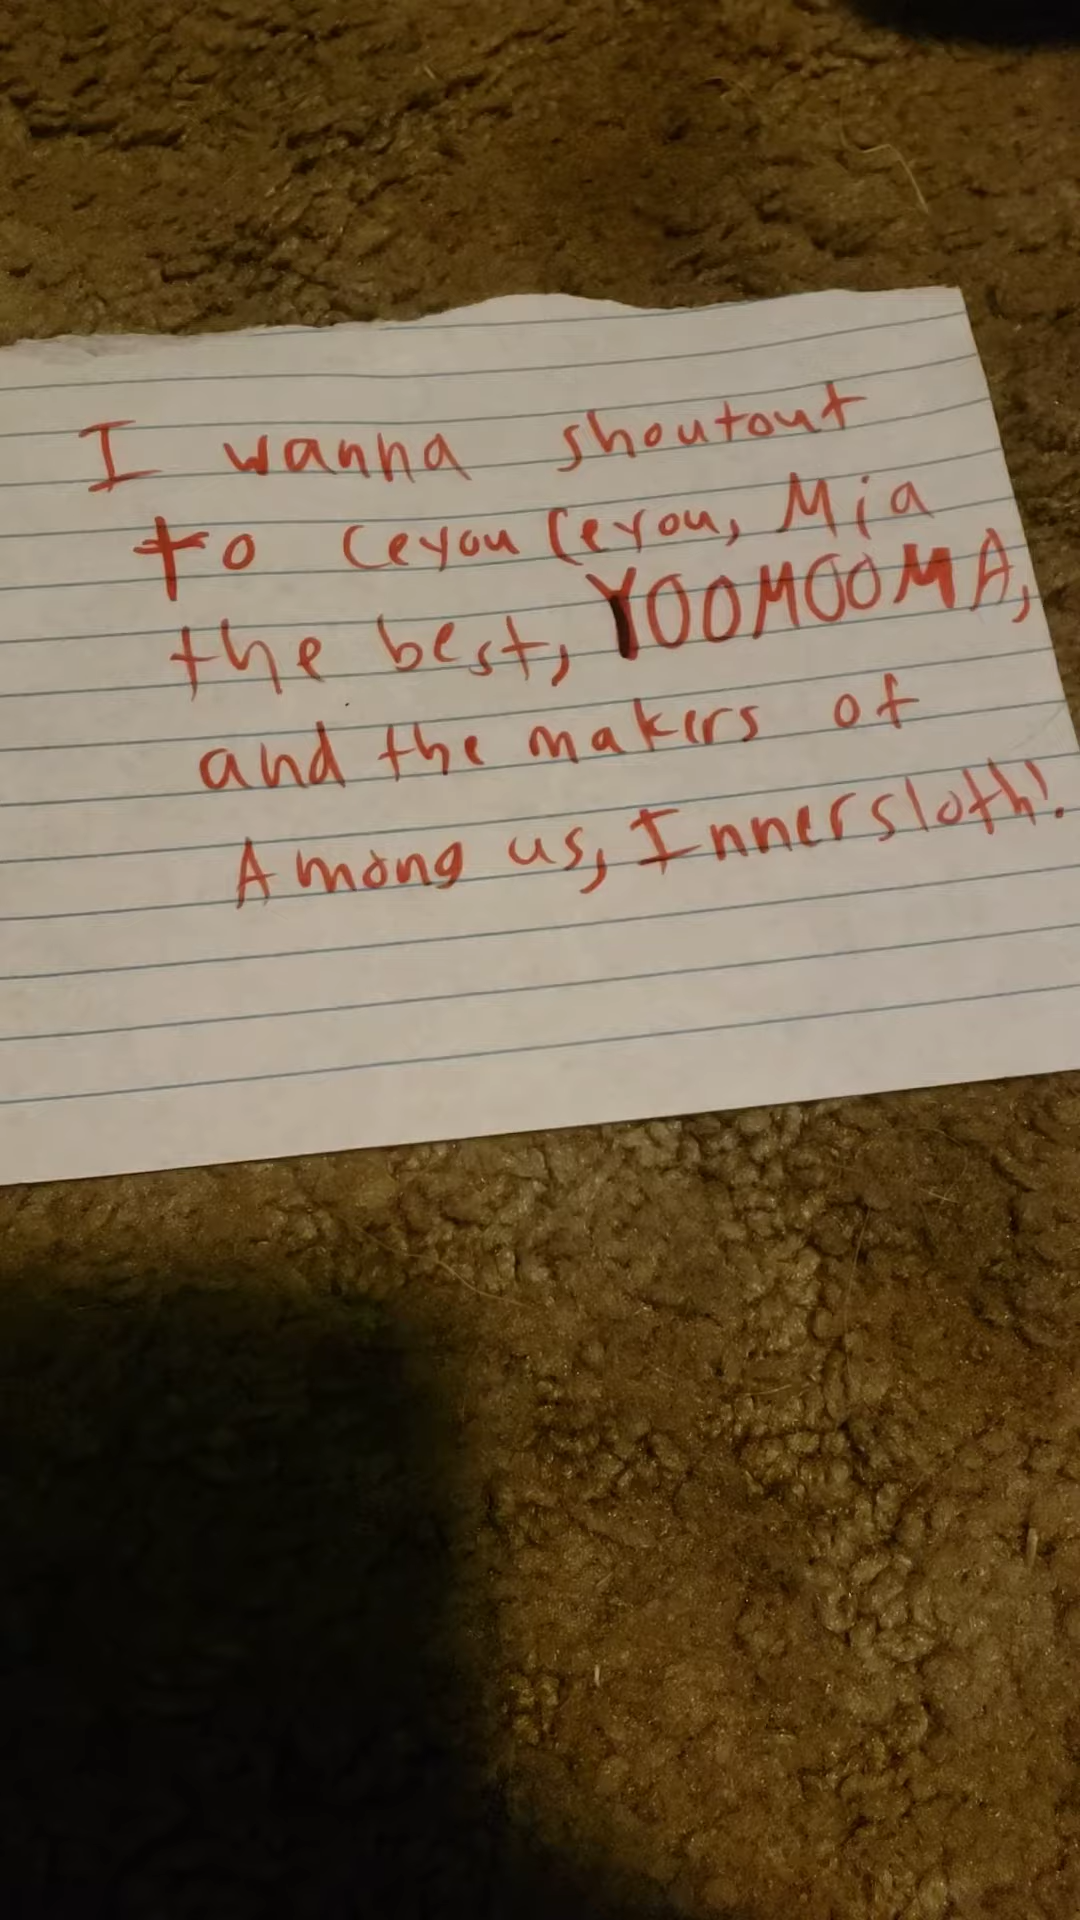 I wanna shoutout
to Ceyou Ceyou, Mia
the best, YOOMOOMA,
and the makers of
Among us, Innersloth!